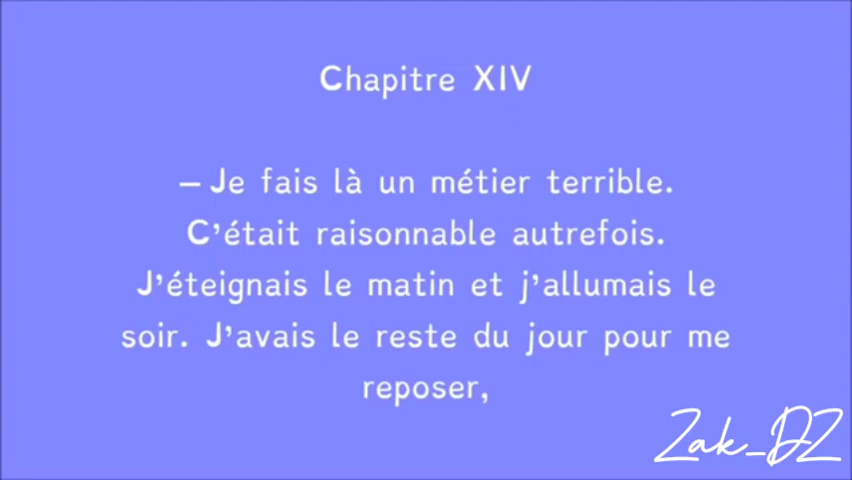 Chapitre XIV
– Je fais là un métier terrible.
C'était raisonnable autrefois.
J'éteignais le matin et j'allumais le
soir. J'avais le reste du jour pour me
reposer,
Zak_DZ